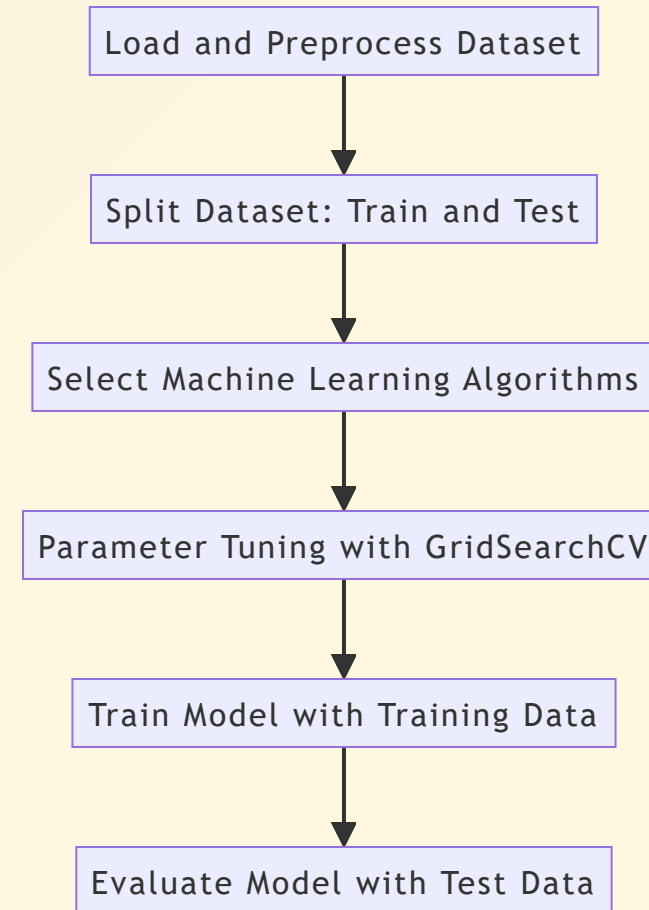 Load and Preprocess Dataset
Split Dataset: Train and Test
Select Machine Learning Algorithms
Parameter Tuning with GridSearchCV
Train Model with Training Data
Evaluate Model with Test Data